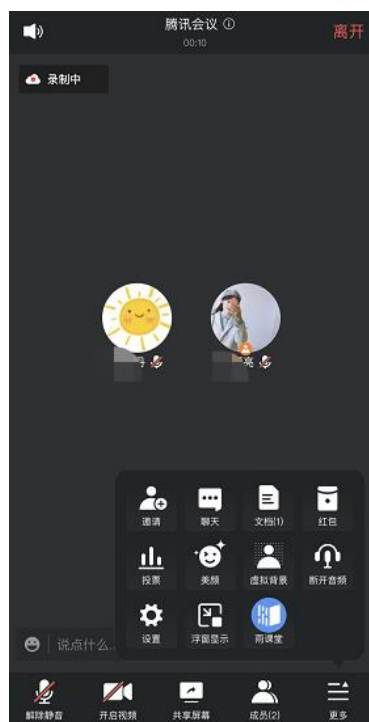 腾讯会议
离开
00:10
录制中
亮
邀请
聊天
文档(1)
红包
投票
美颜
虚拟背景
断开音频
设置
浮窗显示
雨课堂
说点什么...
解除静音
开启视频
共享屏幕
成员(2)
更多